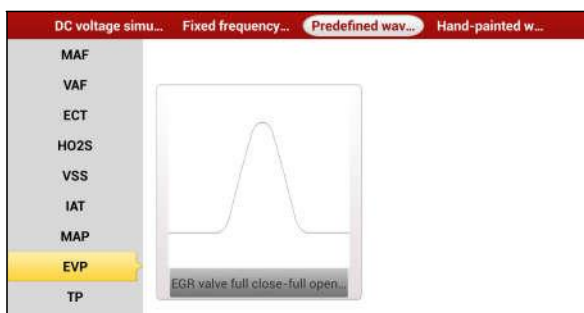 DC voltage simu... Fixed frequency... Predefined wav... Hand-painted w...
MAF
VAF
ECT
HO2S
VSS
IAT
MAP
EVP
TP
EGR valve full close-full open...